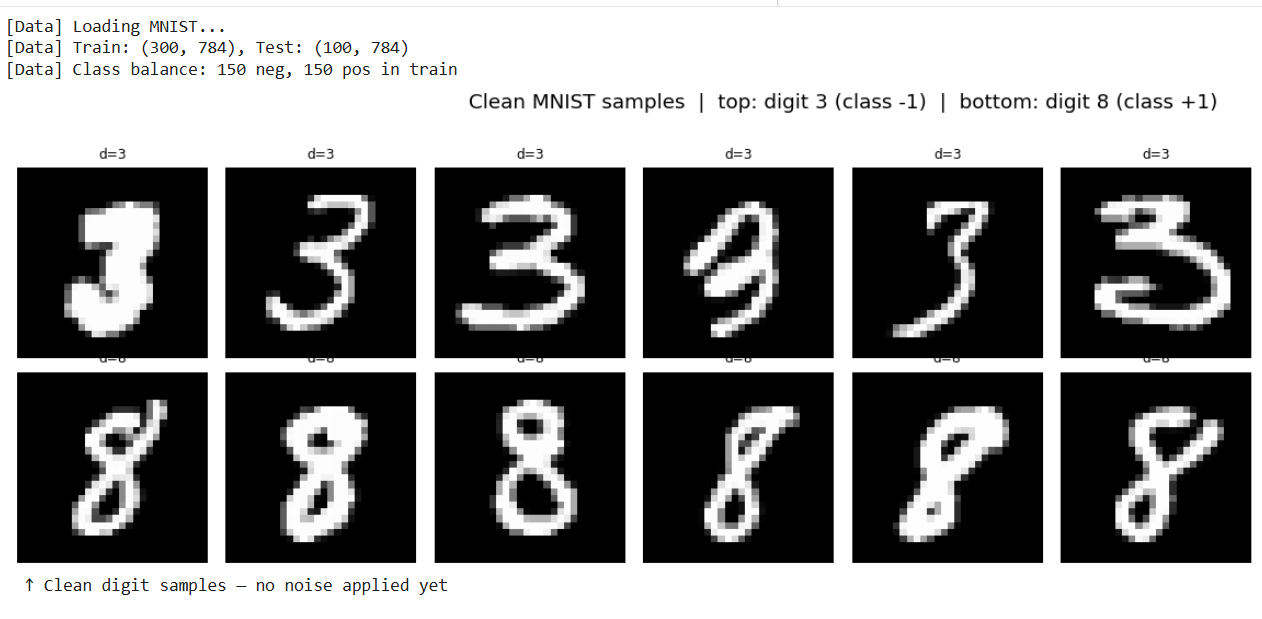 [Data] Loading MNIST...
[Data] Train: (300, 784), Test: (100, 784)
[Data] Class balance: 150 neg, 150 pos in train
Clean MNIST samples | top: digit 3 (class -1) | bottom: digit 8 (class +1)
d=3 d=3 d=3 d=3 d=3 d=3
↑ Clean digit samples — no noise applied yet